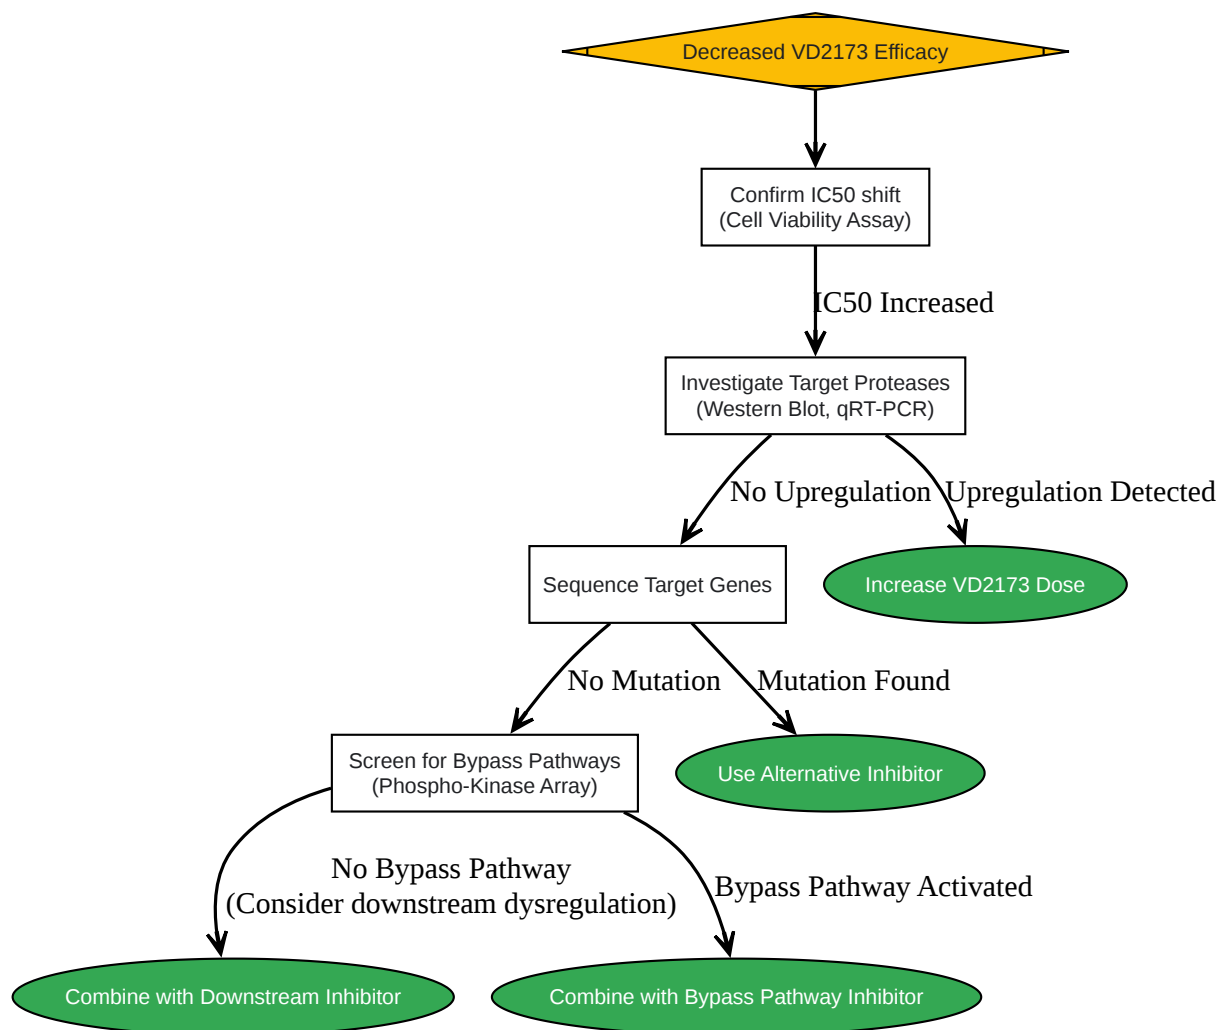 Decreased VD2173 Efficacy
Confirm IC50 shift
(Cell Viability Assay)
IC50 Increased
Investigate Target Proteases
(Western Blot, qRT-PCR)
No Upregulation
Upregulation Detected
Sequence Target Genes
Increase VD2173 Dose
No Mutation
Mutation Found
Screen for Bypass Pathways
(Phospho-Kinase Array)
Use Alternative Inhibitor
No Bypass Pathway
(Consider downstream dysregulation)
Bypass Pathway Activated
Combine with Downstream Inhibitor
Combine with Bypass Pathway Inhibitor